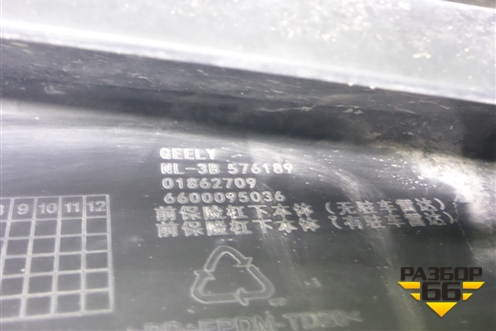 GEELY
NL-3B 576189
01862709
6600095036
前保险杠下本体（无驻车雷达）
前保险杠下本体（有驻车雷达）
9 10 11 12
РАЗБОР
66